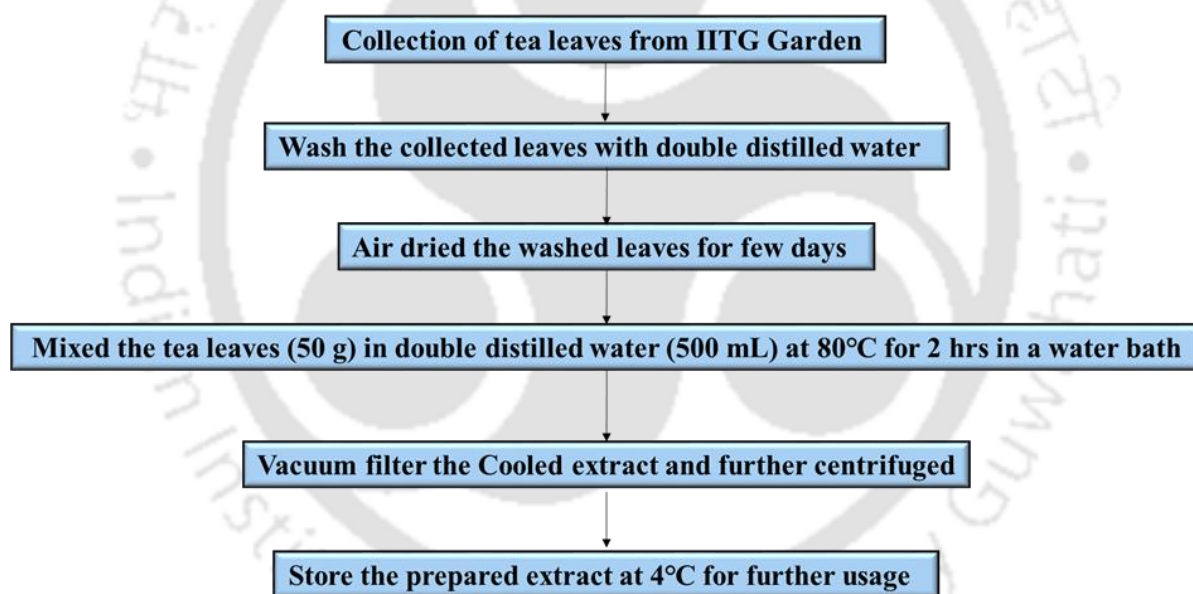 Collection of tea leaves from IITG Garden
Wash the collected leaves with double distilled water
Air dried the washed leaves for few days
Mixed the tea leaves (50 g) in double distilled water (500 mL) at 80°C for 2 hrs in a water bath
Vacuum filter the Cooled extract and further centrifuged
Store the prepared extract at 4°C for further usage